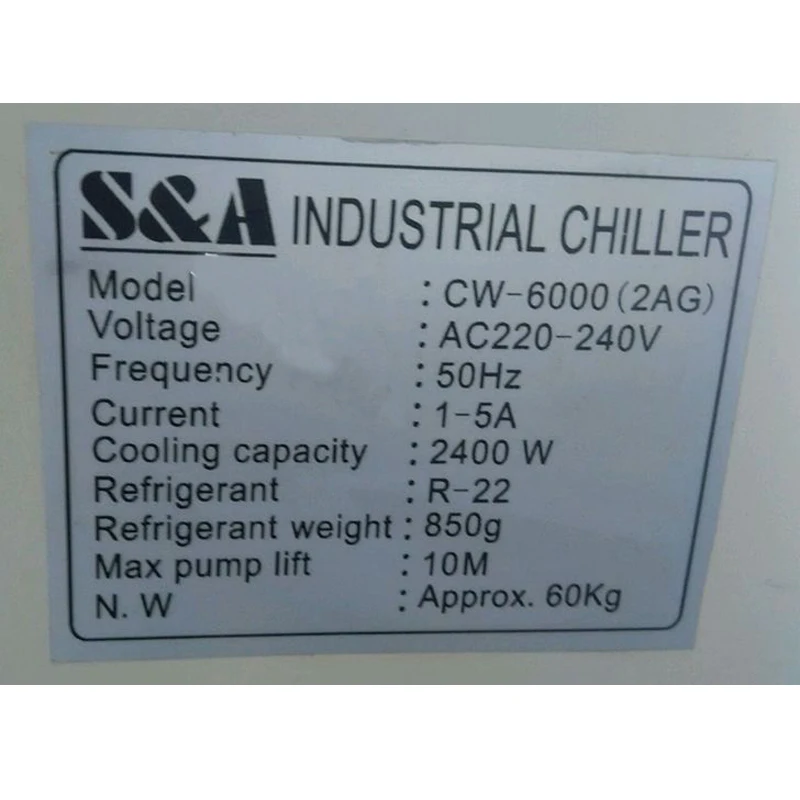 S&A INDUSTRIAL CHILLER
Model : CW-6000(2AG)
Voltage : AC220-240V
Frequency : 50Hz
Current : 1-5A
Cooling capacity : 2400 W
Refrigerant : R-22
Refrigerant weight : 850g
Max pump lift : 10M
N. W : Approx. 60Kg